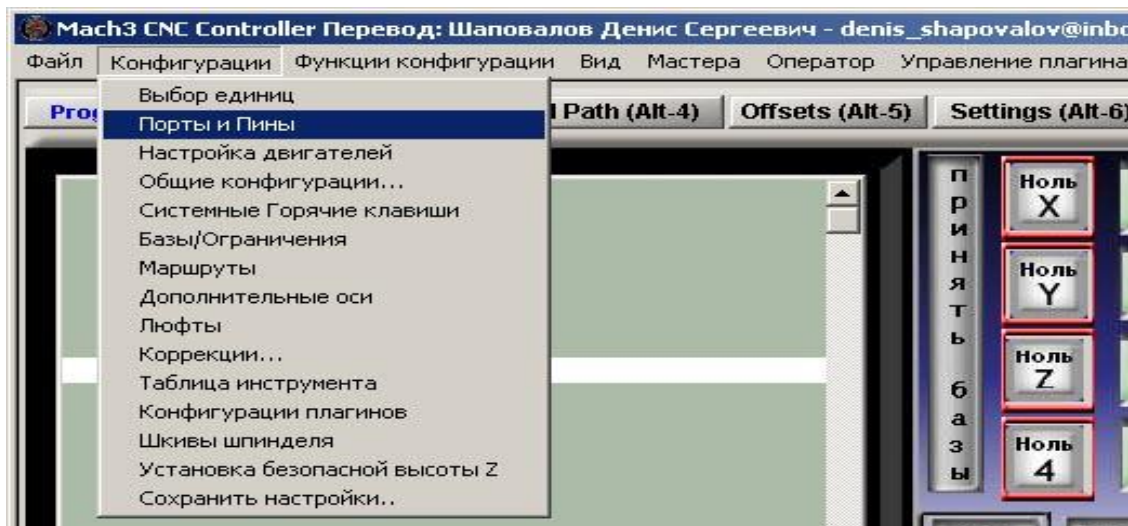 Mach3 CNC Controller Перевод: Шаповалов Денис Сергеевич - denis_shapovalov@inbo
Файл Конфигурации Функции конфигурации Вид Мастера Оператор Управление плагина
Prog Path (Alt-4) Offsets (Alt-5) Settings (Alt-6)
Выбор единиц
Порты и Пины
Настройка двигателей
Общие конфигурации...
Системные Горячие клавиши
Базы/Ограничения
Маршруты
Дополнительные оси
Люфты
Коррекции...
Таблица инструмента
Конфигурации плагинов
Шкивы шпинделя
Установка безопасной высоты Z
Сохранить настройки..
Принять базы
Ноль
X
Ноль
Y
Ноль
Z
Ноль
4